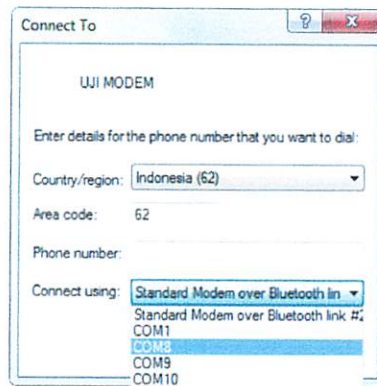 Connect To
UJI MODEM
Enter details for the phone number that you want to dial:
Country/region: Indonesia (62)
Area code: 62
Phone number:
Connect using: Standard Modem over Bluetooth lin
Standard Modem over Bluetooth link #2
COM1
COM8
COM9
COM10